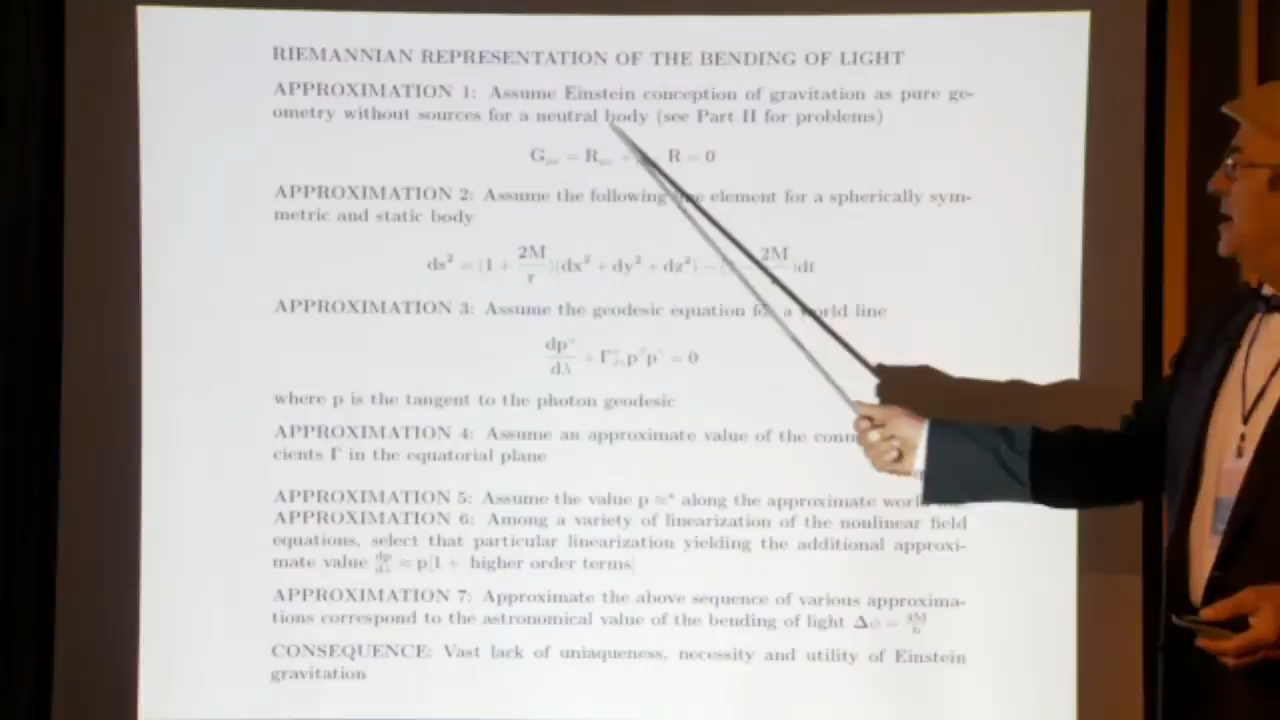 RIEMANNIAN REPRESENTATION OF THE BENDING OF LIGHT
APPROXIMATION 1: Assume Einstein conception of gravitation as pure ge-
ometry without sources for a neutral body (see Part II for problems)
G = R R = 0
APPROXIMATION 2: Assume the following element for a spherically sym-
metric and static body
ds² = (1 + 2M/r)(dx² + dy² + dz²) − 2M )dt
APPROXIMATION 3: Assume the geodesic equation a world line
dp/dλ + Γ p p = 0
where p is the tangent to the photon geodesic
APPROXIMATION 4: Assume an approximate value of the
cients Γ in the equatorial plane
APPROXIMATION 5: Assume the value p along the approximate
APPROXIMATION 6: Among a variety of linearization of the nonlinear field
equations, select that particular linearization yielding the additional approxi-
mate value dp/dλ ≈ p[1 + higher order terms]
APPROXIMATION 7: Approximate the above sequence of various approxima-
tions correspond to the astronomical value of the bending of light Δφ = 4M/b
CONSEQUENCE: Vast lack of uniaqueness, necessity and utility of Einstein
gravitation